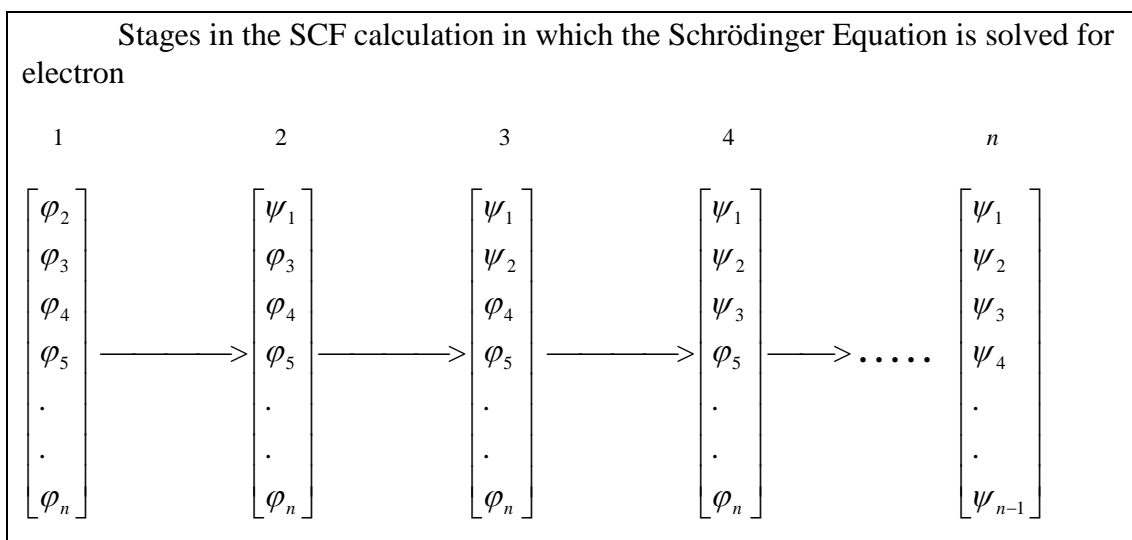 Stages in the SCF calculation in which the Schrödinger Equation is solved for
electron
1 2 3 4 n
φ₂ ψ₁ ψ₁ ψ₁ ψ₁
φ₃ φ₃ ψ₂ ψ₂ ψ₂
φ₄ φ₄ φ₄ ψ₃ ψ₃
φ₅ ———> φ₅ ———> φ₅ ———> φ₅ ———> ..... ψ₄
. . . . .
. . . . .
φₙ φₙ φₙ φₙ ψₙ₋₁